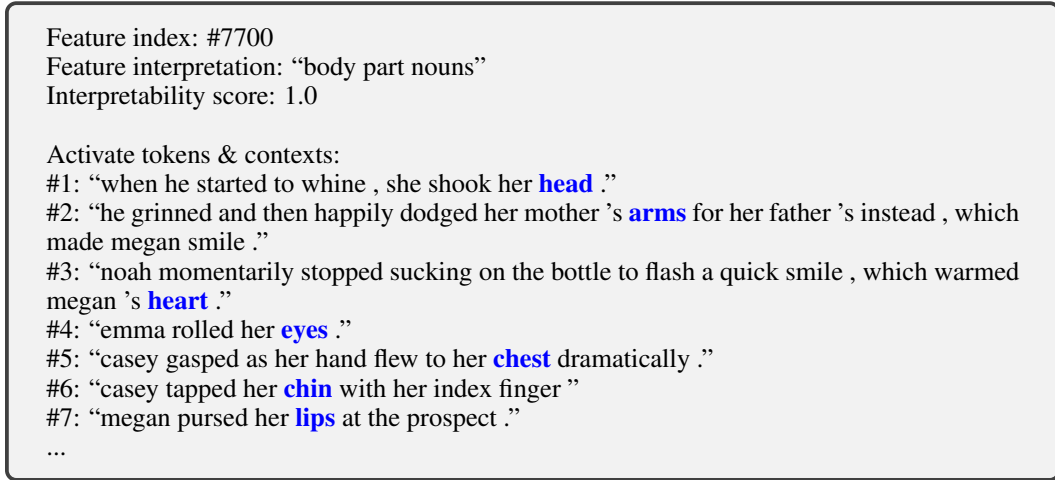 Feature index: #7700
Feature interpretation: “body part nouns”
Interpretability score: 1.0
Activate tokens & contexts:
#1: “when he started to whine , she shook her head .”
#2: “he grinned and then happily dodged her mother ’s arms for her father ’s instead , which
made megan smile .”
#3: “noah momentarily stopped sucking on the bottle to flash a quick smile , which warmed
megan ’s heart .”
#4: “emma rolled her eyes .”
#5: “casey gasped as her hand flew to her chest dramatically .”
#6: “casey tapped her chin with her index finger ”
#7: “megan pursed her lips at the prospect .”
...